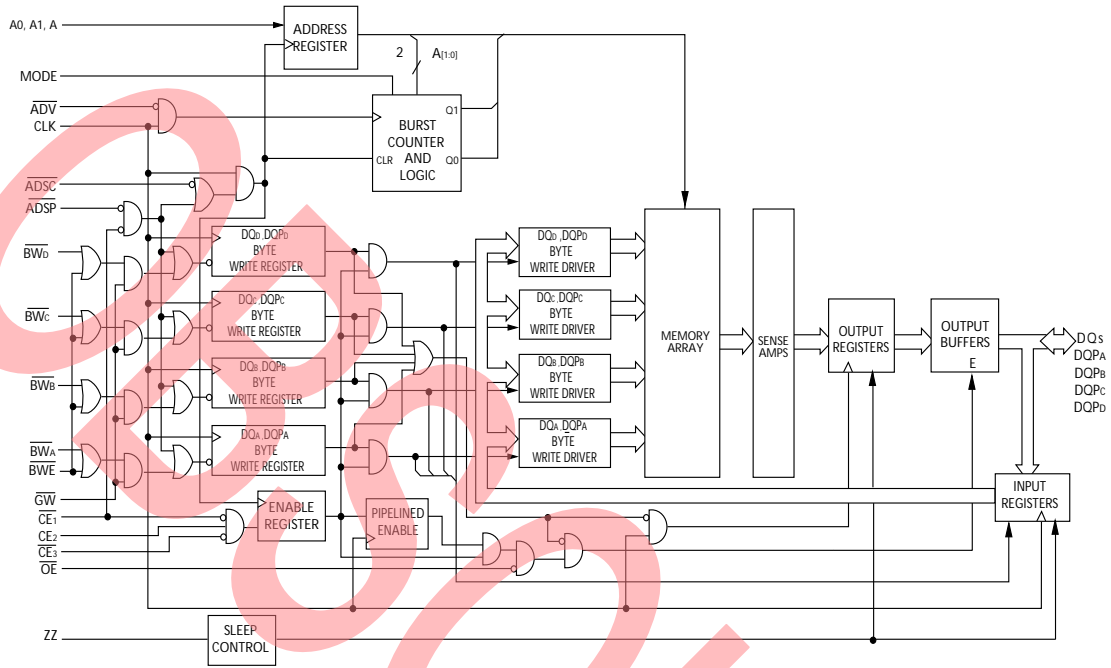 A0, A1, A
ADDRESS
REGISTER
2
A[1:0]
MODE
ADV
CLK
BURST
COUNTER
AND
LOGIC
CLR
Q1
Q0
ADSC
ADSP
BWD
BWC
BWB
BWA
BWE
GW
CE1
CE2
CE3
OE
ZZ
DQD ,DQPD
BYTE
WRITE REGISTER
DQC ,DQPC
BYTE
WRITE REGISTER
DQB ,DQPB
BYTE
WRITE REGISTER
DQA ,DQPA
BYTE
WRITE REGISTER
ENABLE
REGISTER
PIPELINED
ENABLE
SLEEP
CONTROL
DQD ,DQPD
BYTE
WRITE DRIVER
DQC ,DQPC
BYTE
WRITE DRIVER
DQB ,DQPB
BYTE
WRITE DRIVER
DQA ,DQPA
BYTE
WRITE DRIVER
MEMORY
ARRAY
SENSE
AMPS
OUTPUT
REGISTERS
OUTPUT
BUFFERS
E
DQs
DQPA
DQPB
DQPC
DQPD
INPUT
REGISTERS